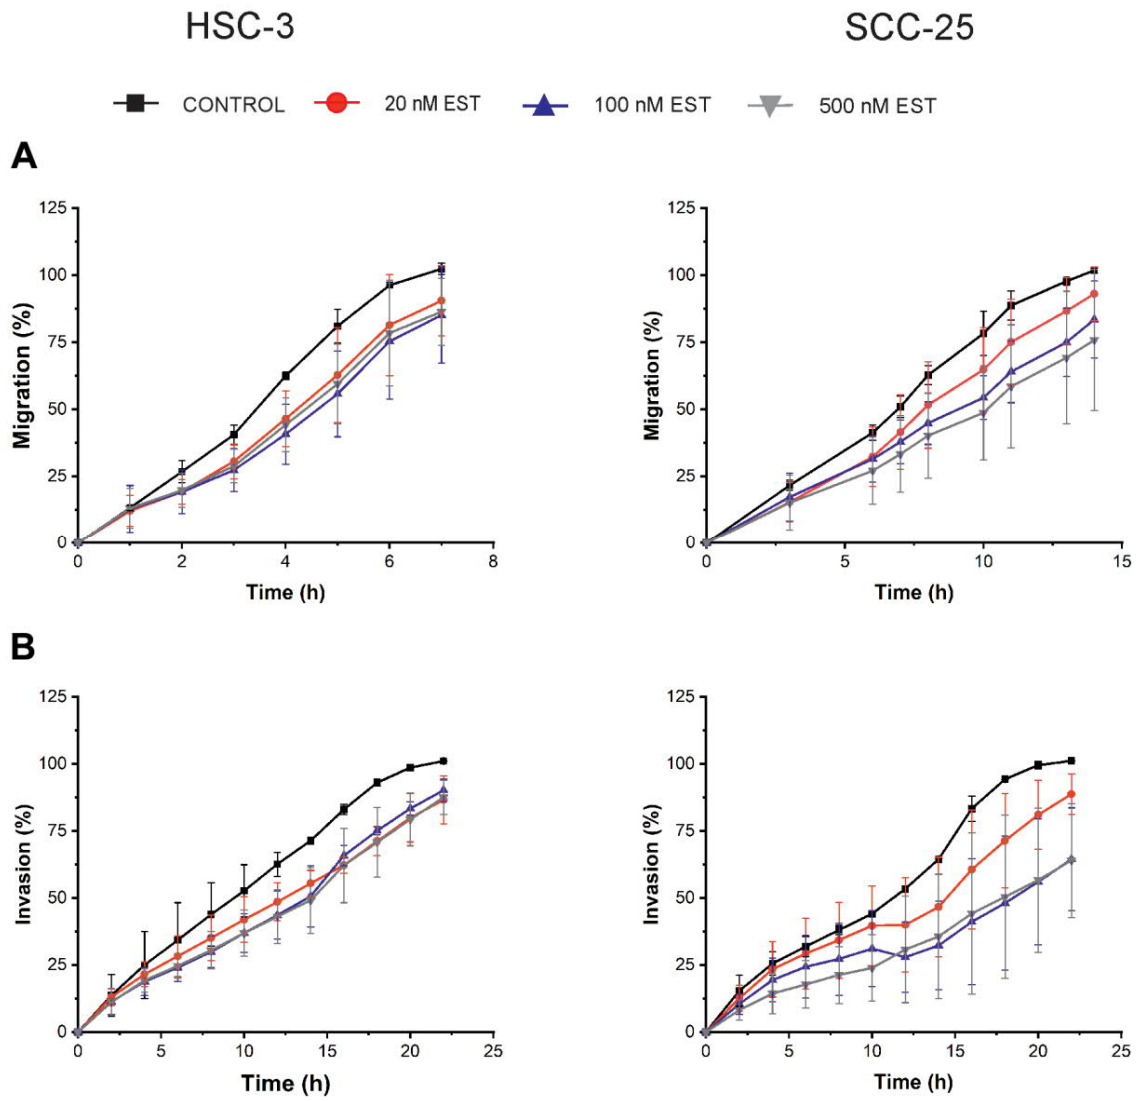 HSC-3 SCC-25
CONTROL 20 nM EST 100 nM EST 500 nM EST
A
125
100
75
50
25
0
Migration (%)
0 2 4 6 8
Time (h)
125
100
75
50
25
0
Migration (%)
0 5 10 15
Time (h)
B
125
100
75
50
25
0
Invasion (%)
0 5 10 15 20 25
Time (h)
125
100
75
50
25
0
Invasion (%)
0 5 10 15 20 25
Time (h)